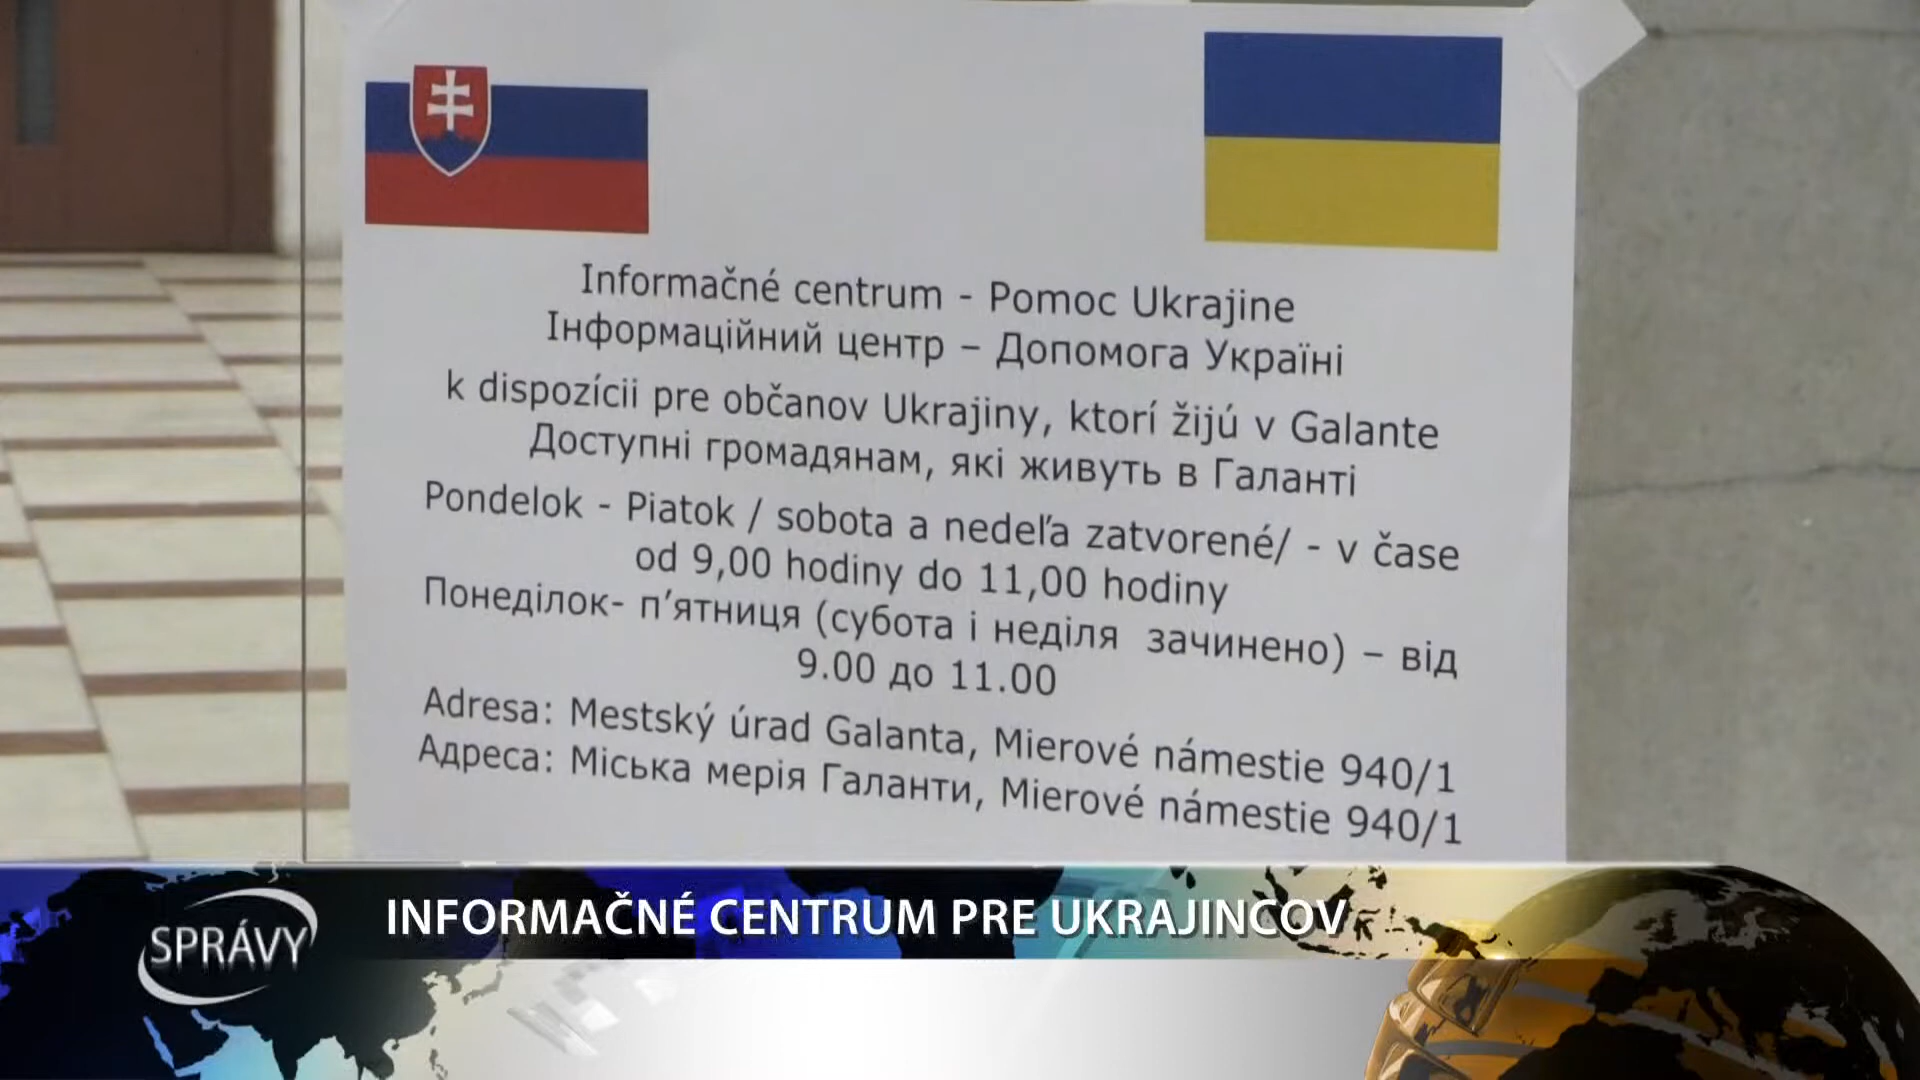 Informačné centrum - Pomoc Ukrajine
Інформаційний центр – Допомога Україні
k dispozícii pre občanov Ukrajiny, ktorí žijú v Galante
Доступні громадянам, які живуть в Галанті
Pondelok - Piatok / sobota a nedeľa zatvorené/ - v čase
od 9,00 hodiny do 11,00 hodiny
Понеділок- п’ятниця (субота і неділя зачинено) – від
9.00 до 11.00
Adresa: Mestský úrad Galanta, Mierové námestie 940/1
Адреса: Міська мерія Галанти, Mierové námestie 940/1
SPRÁVY
INFORMAČNÉ CENTRUM PRE UKRAJINCOV